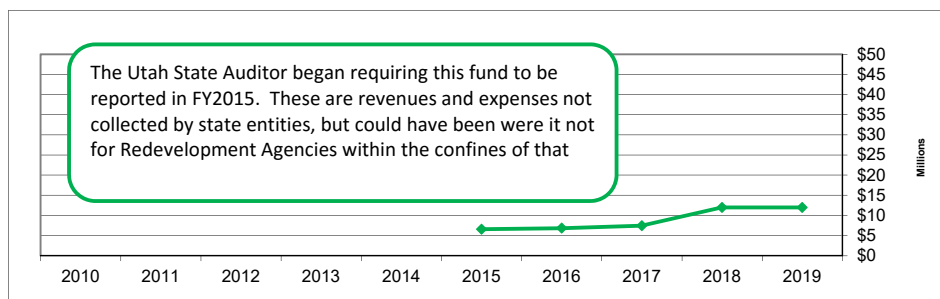 The Utah State Auditor began requiring this fund to be
reported in FY2015.  These are revenues and expenses not
collected by state entities, but could have been were it not
for Redevelopment Agencies within the confines of that
$50
$45
$40
$35
$30
$25
$20
$15
$10
$5
$0
Millions
2010 2011 2012 2013 2014 2015 2016 2017 2018 2019